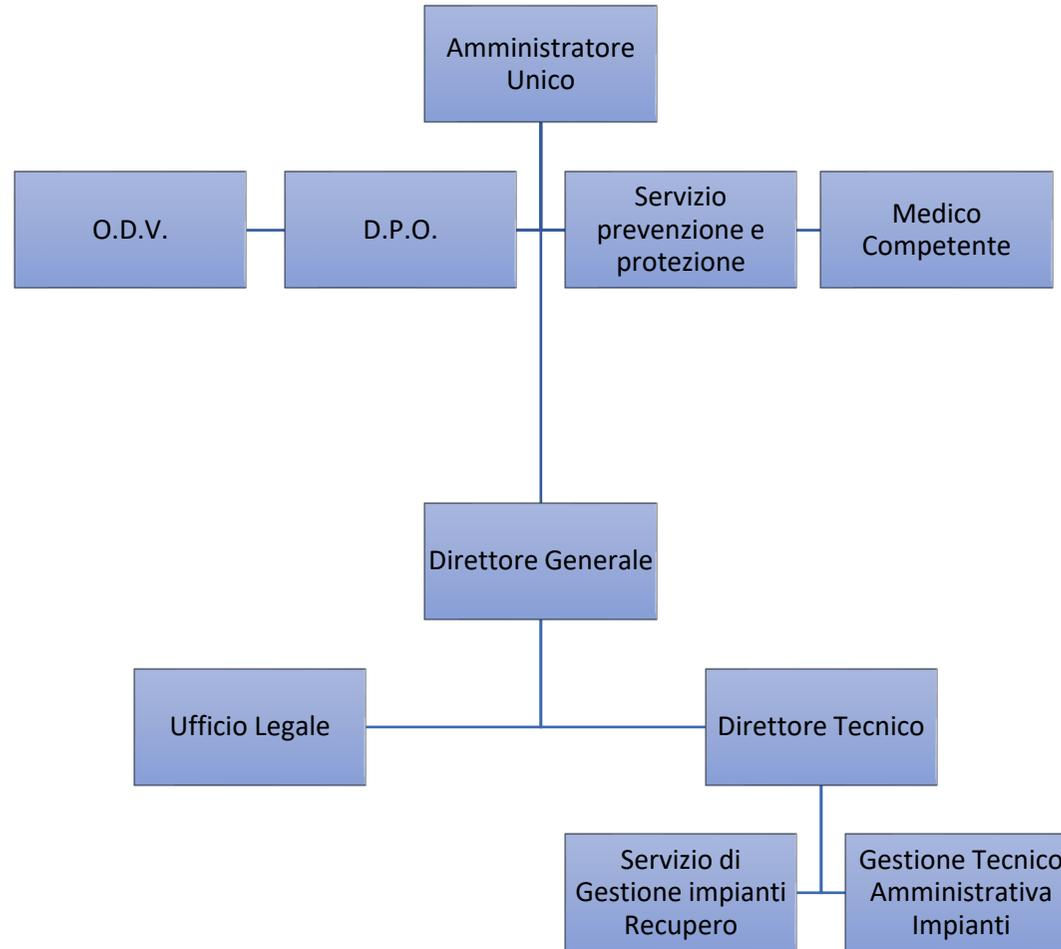 Amministratore
Unico
O.D.V.
D.P.O.
Servizio
prevenzione e
protezione
Medico
Competente
Direttore Generale
Ufficio Legale
Direttore Tecnico
Servizio di
Gestione impianti
Recupero
Gestione Tecnico
Amministrativa
Impianti